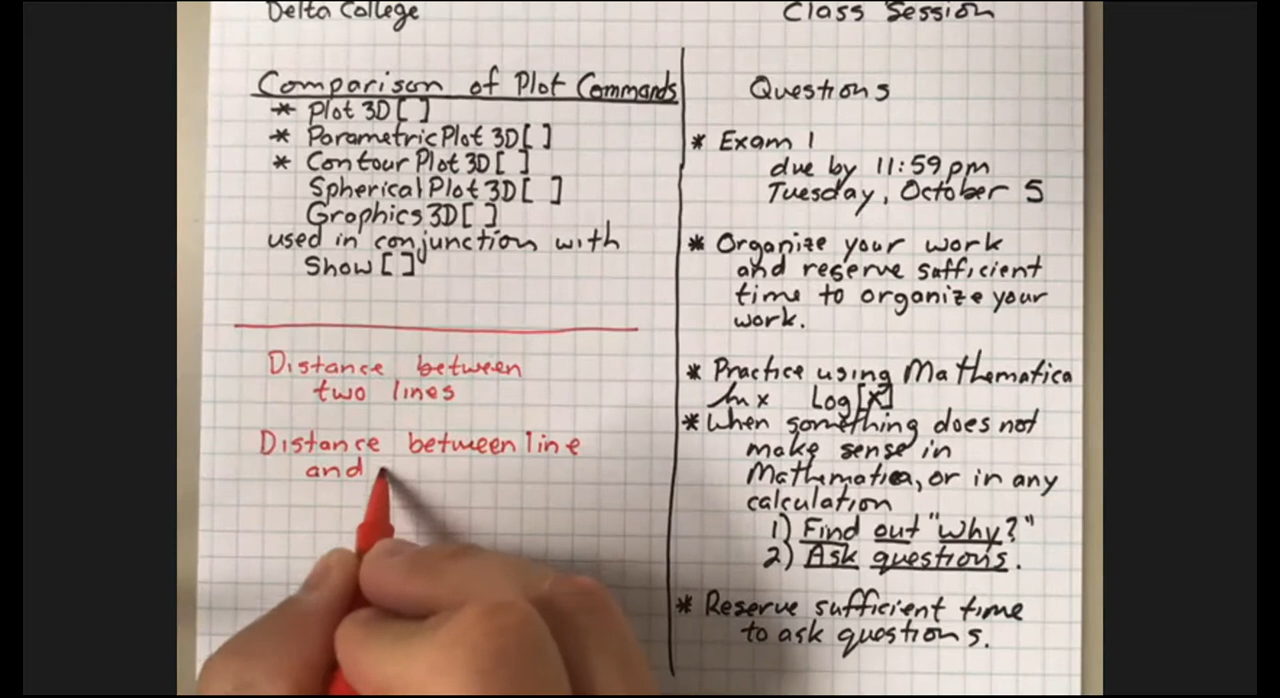 Delta College
Class Session
Comparison of Plot Commands
* Plot 3D[ ]
* ParametricPlot 3D[ ]
* Contour Plot 3D[ ]
SphericalPlot 3D[ ]
Graphics3D[ ]
used in conjunction with
Show [ ]
Distance between
two lines
Distance between line
and
Questions
* Exam 1
due by 11:59 pm
Tuesday, October 5
* Organize your work
and reserve sufficient
time to organize your
work.
* Practice using Mathematica
ln x Log[x]
* When something does not
make sense in
Mathematica, or in any
calculation
1) Find out "Why?"
2) Ask questions.
* Reserve sufficient time
to ask questions.